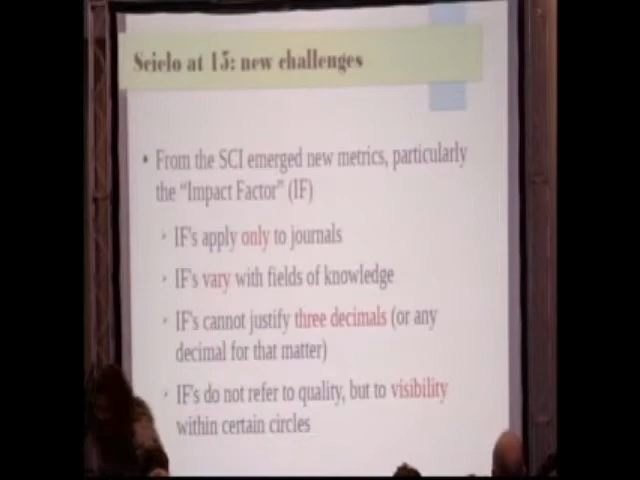 Scielo at 15: new challenges
• From the SCI emerged new metrics, particularly
the “Impact Factor” (IF)
• IF's apply only to journals
• IF's vary with fields of knowledge
• IF's cannot justify three decimals (or any
decimal for that matter)
• IF's do not refer to quality, but to visibility
within certain circles